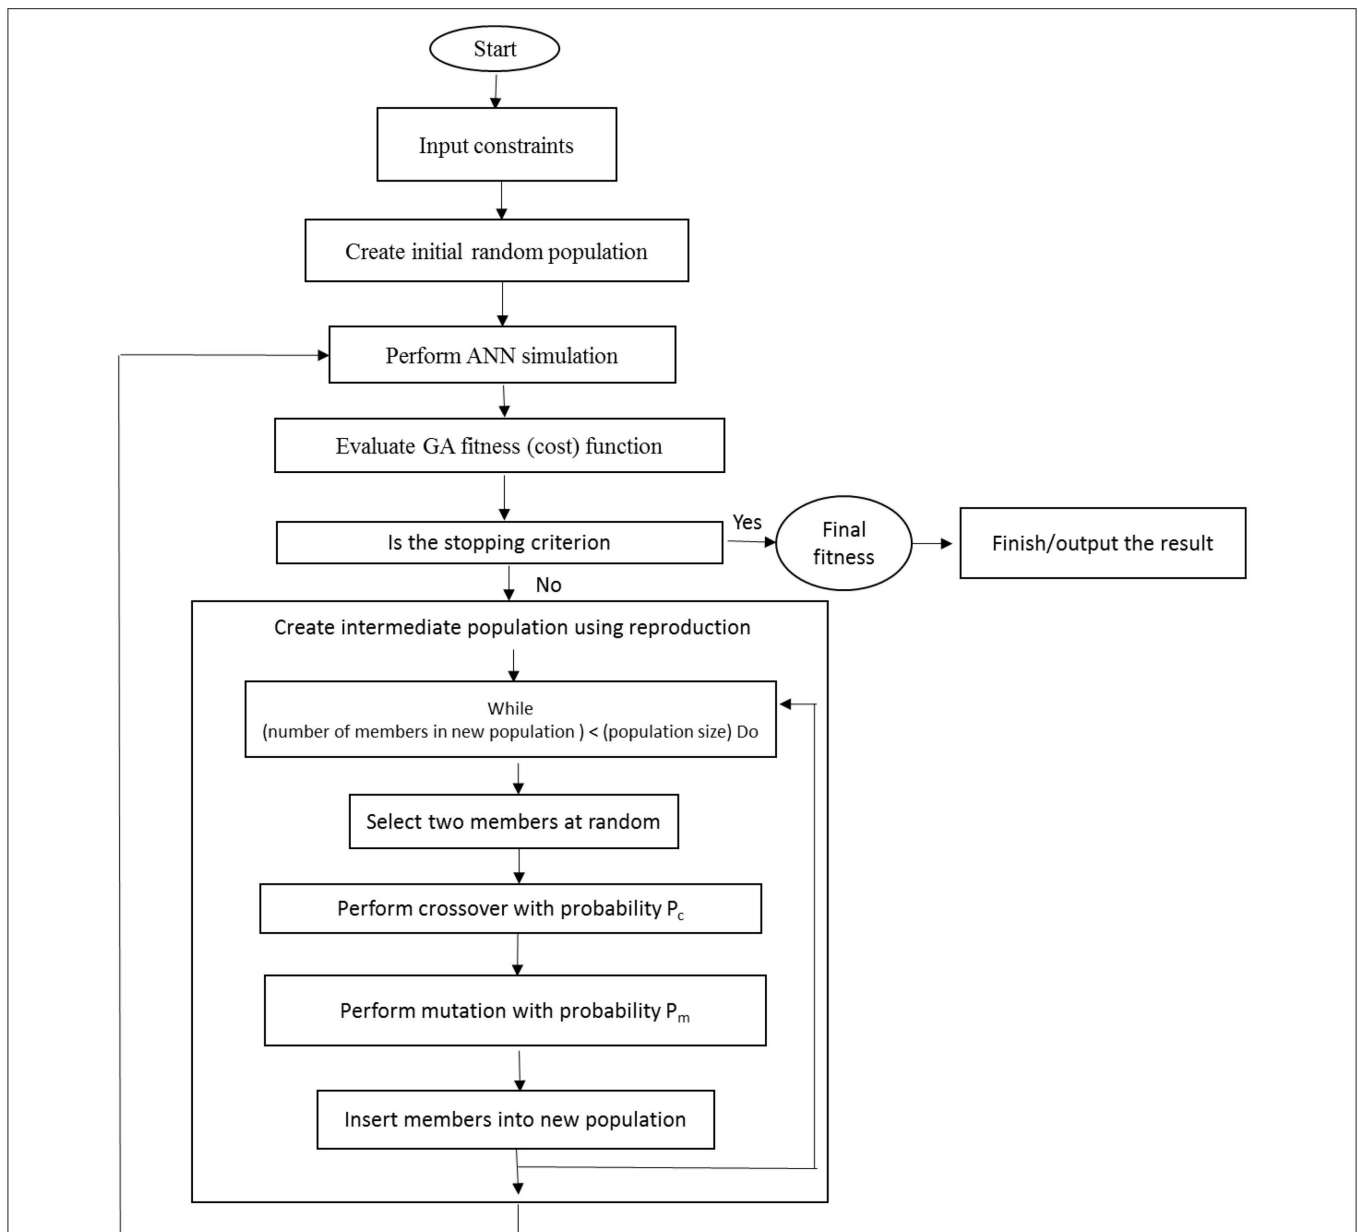 Start
Input constraints
Create initial random population
Perform ANN simulation
Evaluate GA fitness (cost) function
Is the stopping criterion
Yes
Final
fitness
Finish/output the result
No
Create intermediate population using reproduction
While
(number of members in new population ) < (population size) Do
Select two members at random
Perform crossover with probability Pc
Perform mutation with probability Pm
Insert members into new population